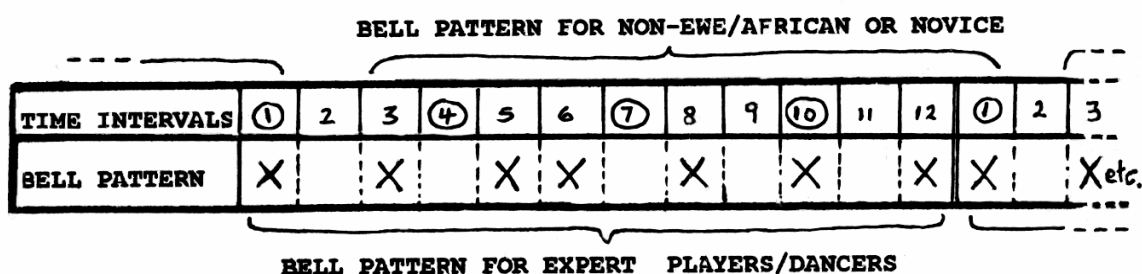 BELL PATTERN FOR NON-EWE/AFRICAN OR NOVICE
TIME INTERVALS 1 2 3 4 5 6 7 8 9 10 11 12 1 2 3
BELL PATTERN X X X X X X X X X etc.
BELL PATTERN FOR EXPERT PLAYERS/DANCERS